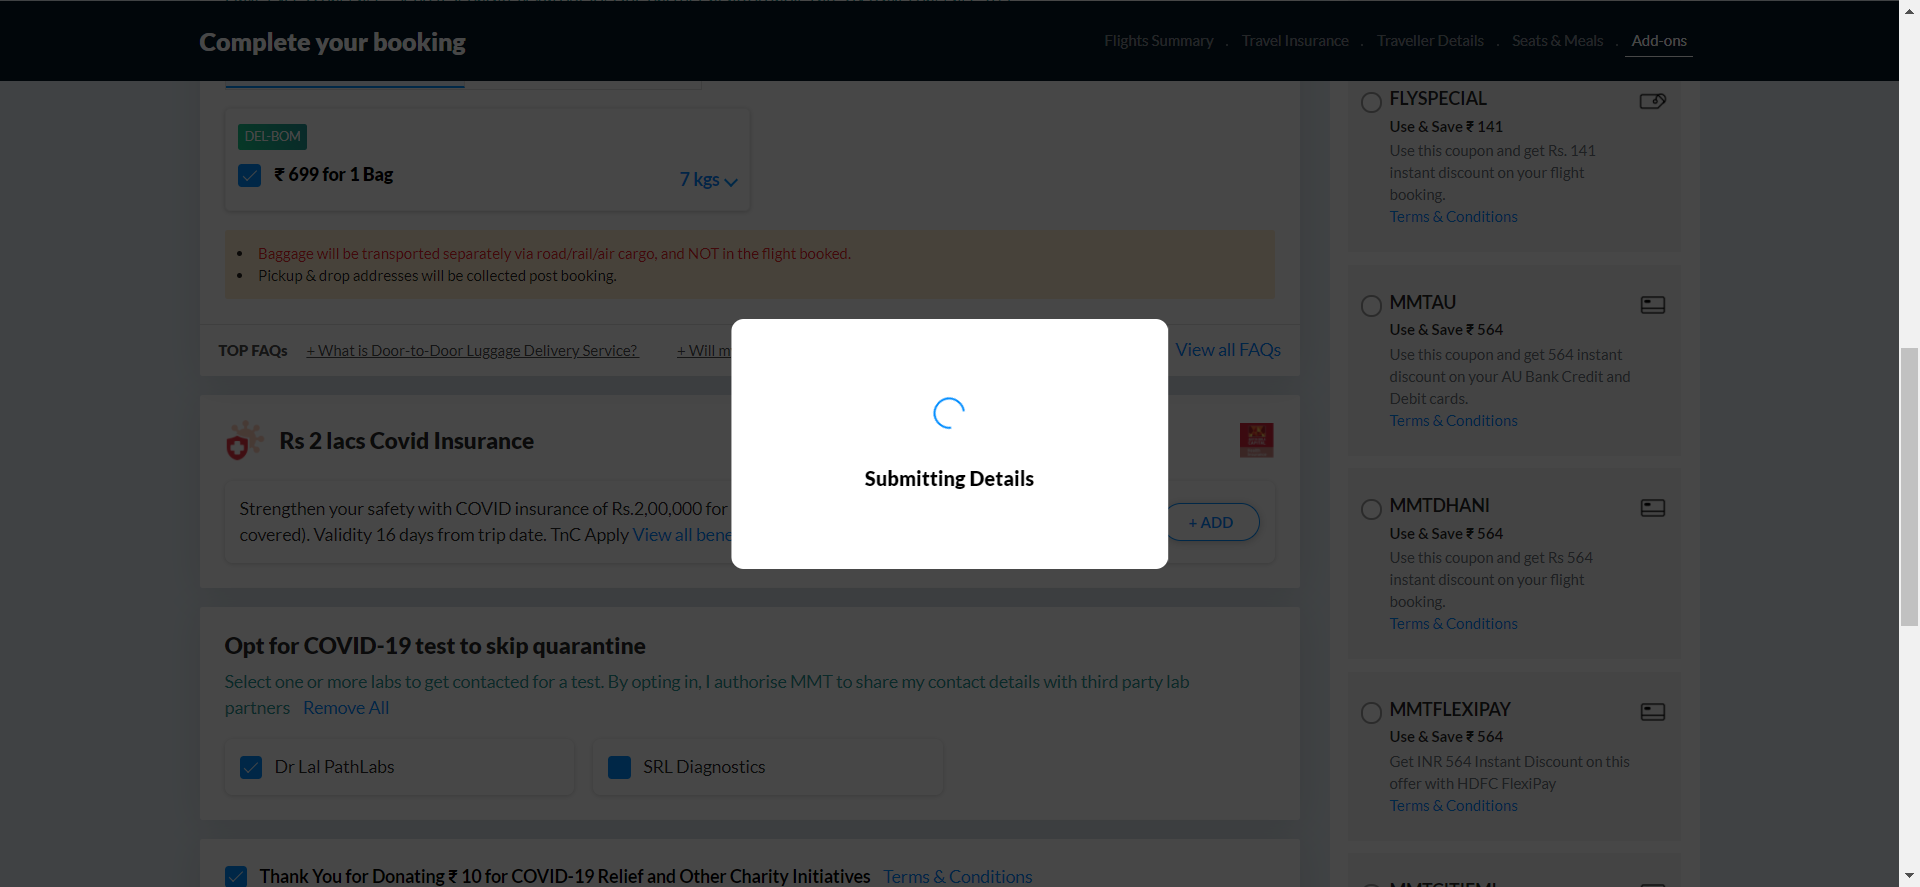 Complete your booking
Flights Summary . Travel Insurance . Traveller Details . Seats & Meals . Add-ons
DEL-BOM
₹ 699 for 1 Bag
7 kgs
• Baggage will be transported separately via road/rail/air cargo, and NOT in the flight booked.
• Pickup & drop addresses will be collected post booking.
TOP FAQs + What is Door-to-Door Luggage Delivery Service? + Will m View all FAQs
Rs 2 lacs Covid Insurance
Strengthen your safety with COVID insurance of Rs.2,00,000 for
covered). Validity 16 days from trip date. TnC Apply View all bene
+ ADD
Submitting Details
Opt for COVID-19 test to skip quarantine
Select one or more labs to get contacted for a test. By opting in, I authorise MMT to share my contact details with third party lab
partners Remove All
Dr Lal PathLabs
SRL Diagnostics
Thank You for Donating ₹ 10 for COVID-19 Relief and Other Charity Initiatives Terms & Conditions
FLYSPECIAL
Use & Save ₹ 141
Use this coupon and get Rs. 141
instant discount on your flight
booking.
Terms & Conditions
MMTAU
Use & Save ₹ 564
Use this coupon and get 564 instant
discount on your AU Bank Credit and
Debit cards.
Terms & Conditions
MMTDHANI
Use & Save ₹ 564
Use this coupon and get Rs 564
instant discount on your flight
booking.
Terms & Conditions
MMTFLEXIPAY
Use & Save ₹ 564
Get INR 564 Instant Discount on this
offer with HDFC FlexiPay
Terms & Conditions